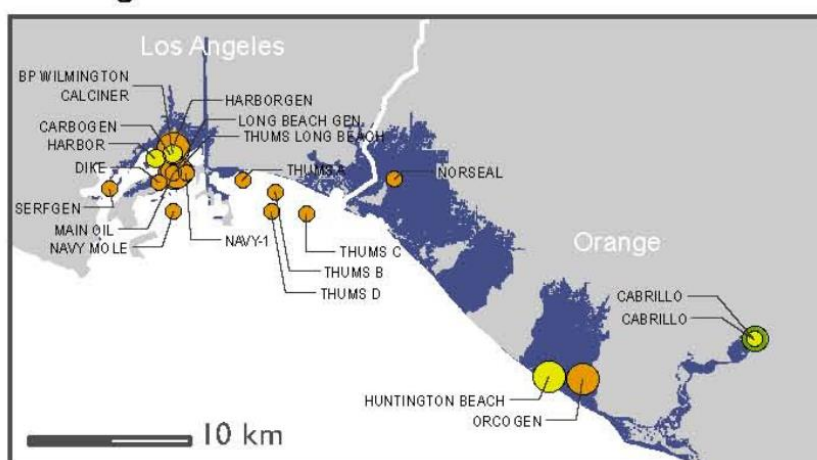 Los Angeles
BP WILMINGTON
CALCINER
HARBORGEN
CARBOGEN
LONG BEACH GEN
HARBOR
THUMS LONG BEACH
DIKE
THUMS A
NORSEAL
SERFGEN
MAIN OIL
NAVY MOLE
NAVY-1
THUMS C
THUMS B
THUMS D
Orange
CABRILLO
CABRILLO
HUNTINGTON BEACH
ORCOGEN
10 km